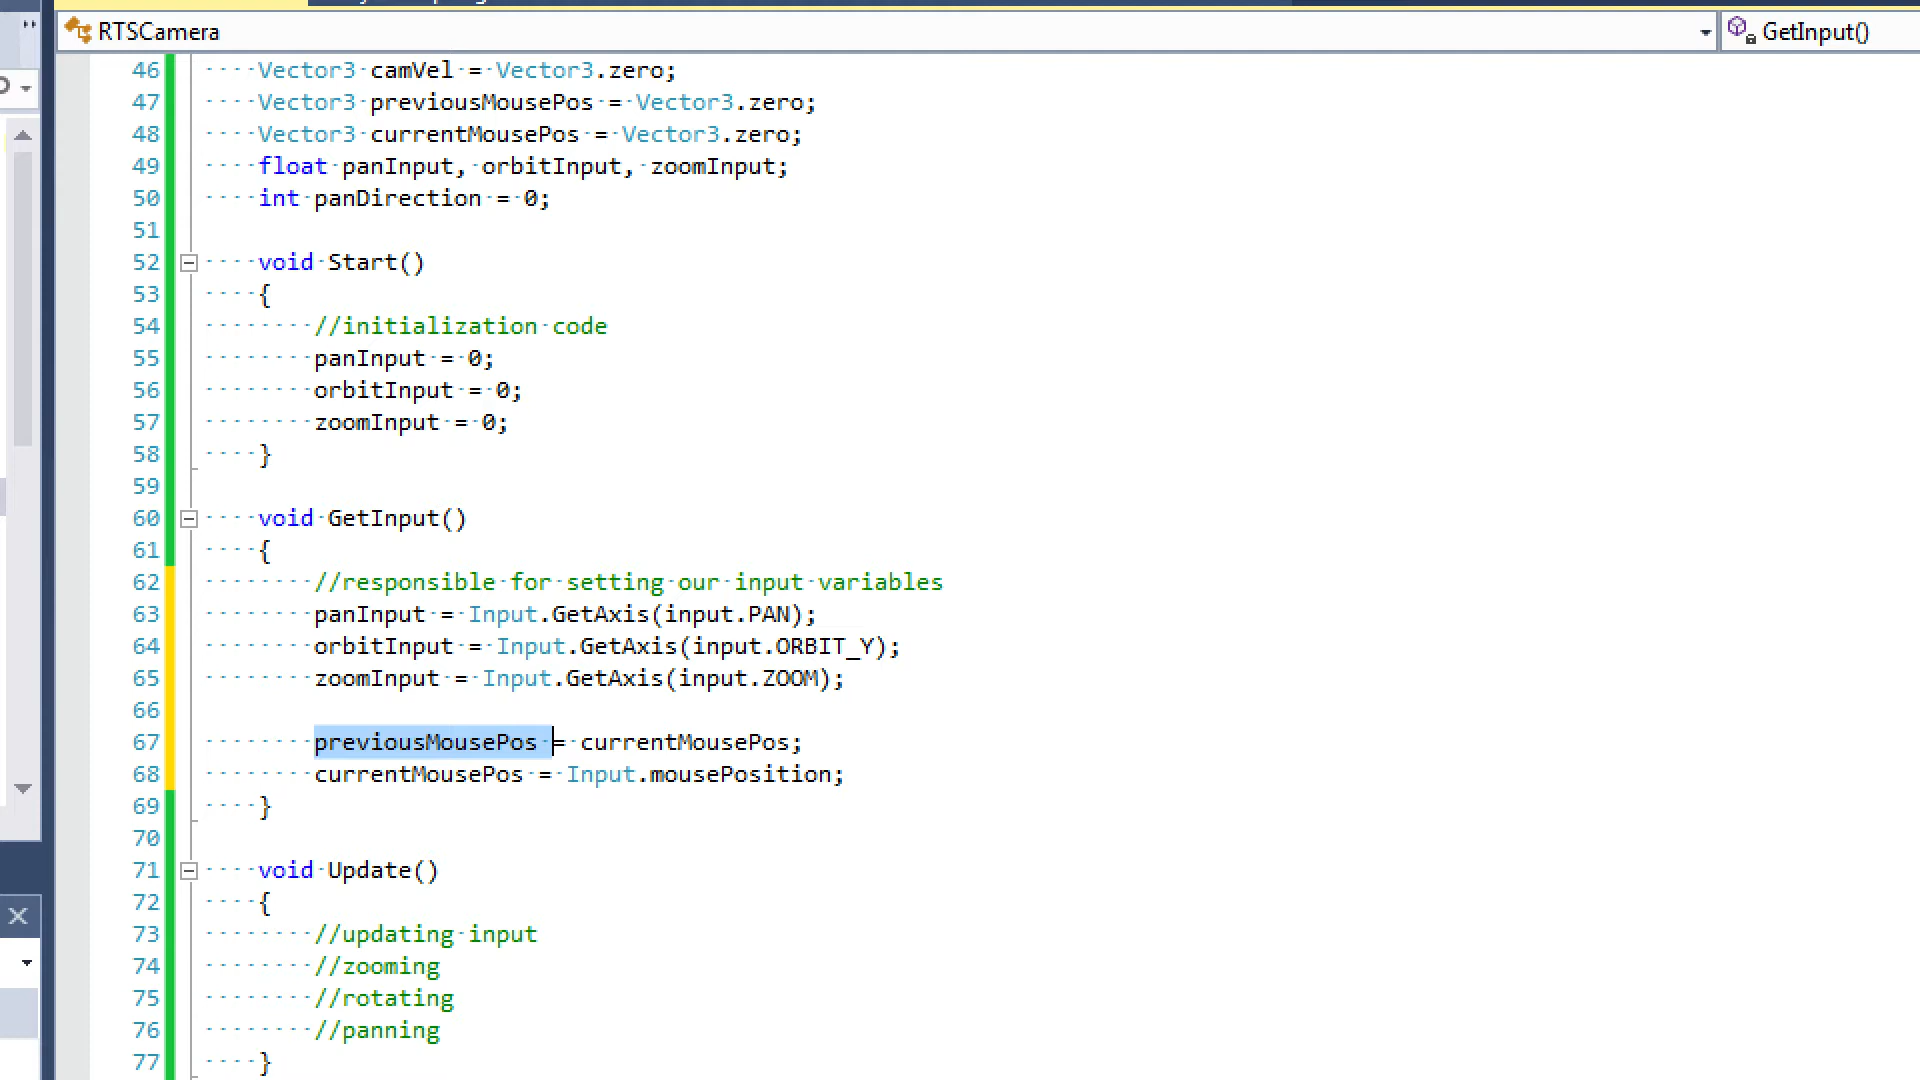 RTSCamera GetInput()
46 Vector3 camVel = Vector3.zero;
47 Vector3 previousMousePos = Vector3.zero;
48 Vector3 currentMousePos = Vector3.zero;
49 float panInput, orbitInput, zoomInput;
50 int panDirection = 0;
51
52 void Start()
53 {
54 //initialization code
55 panInput = 0;
56 orbitInput = 0;
57 zoomInput = 0;
58 }
59
60 void GetInput()
61 {
62 //responsible for setting our input variables
63 panInput = Input.GetAxis(input.PAN);
64 orbitInput = Input.GetAxis(input.ORBIT_Y);
65 zoomInput = Input.GetAxis(input.ZOOM);
66
67 previousMousePos = currentMousePos;
68 currentMousePos = Input.mousePosition;
69 }
70
71 void Update()
72 {
73 //updating input
74 //zooming
75 //rotating
76 //panning
77 }